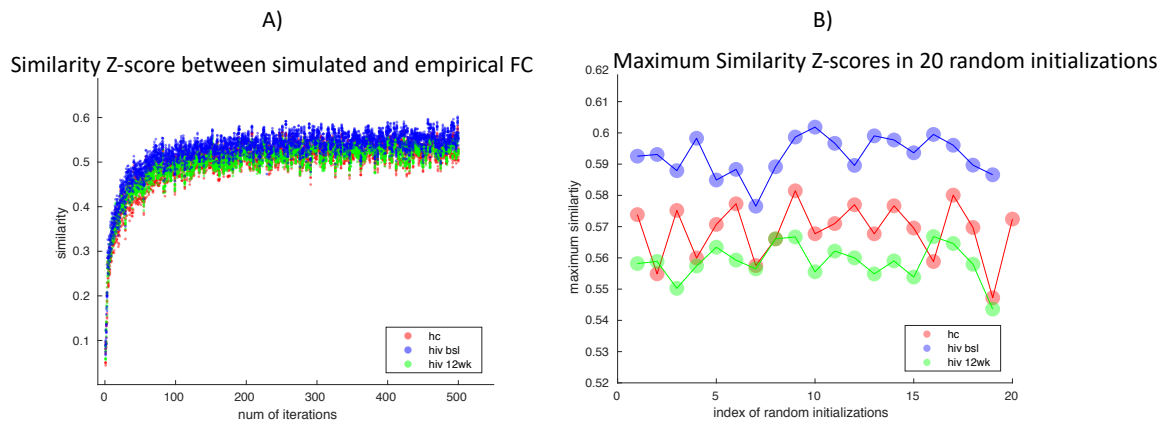 A)
Similarity Z-score between simulated and empirical FC
0.6
0.5
0.4
0.3
0.2
0.1
similarity
0
100
200
300
400
500
num of iterations
hc
hiv bsl
hiv 12wk
B)
Maximum Similarity Z-scores in 20 random initializations
0.62
0.61
0.6
0.59
0.58
0.57
0.56
0.55
0.54
0.53
0.52
maximum similarty
0
5
10
15
20
index of random initializations
hc
hiv bsl
hiv 12wk